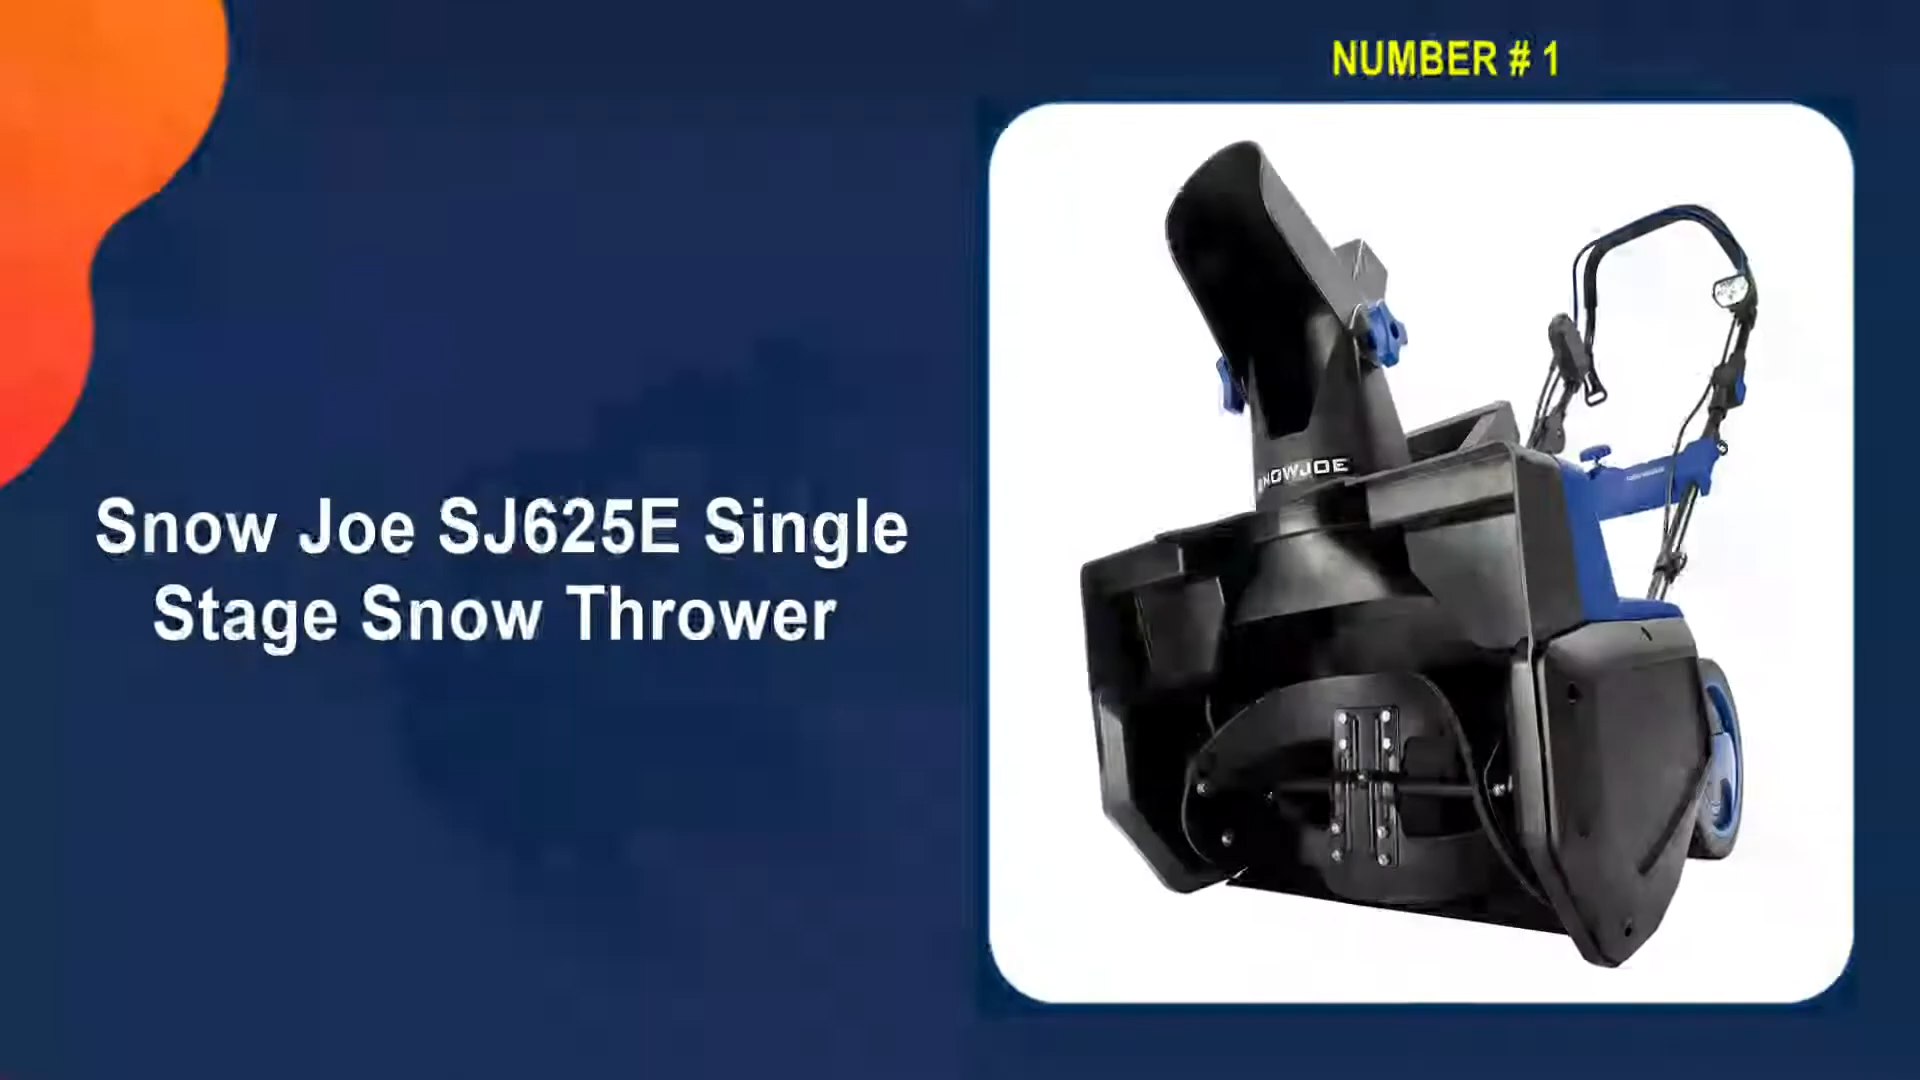 NUMBER # 1
Snow Joe SJ625E Single
Stage Snow Thrower
SNOWJOE